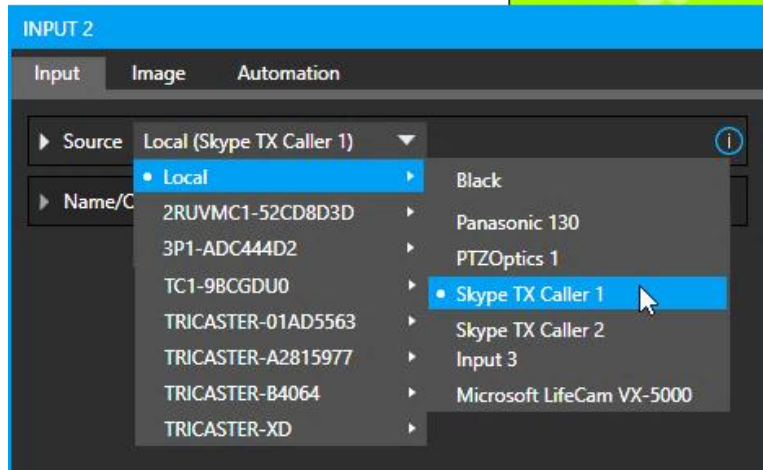 INPUT 2
Input Image Automation
Source Local (Skype TX Caller 1)
Local
Black
Name/C
2RUVMC1-52CD8D3D
Panasonic 130
3P1-ADC444D2
PTZOptics 1
TC1-9BCGDU0
Skype TX Caller 1
TRICASTER-01AD5563
Skype TX Caller 2
TRICASTER-A2815977
Input 3
TRICASTER-B4064
Microsoft LifeCam VX-5000
TRICASTER-XD